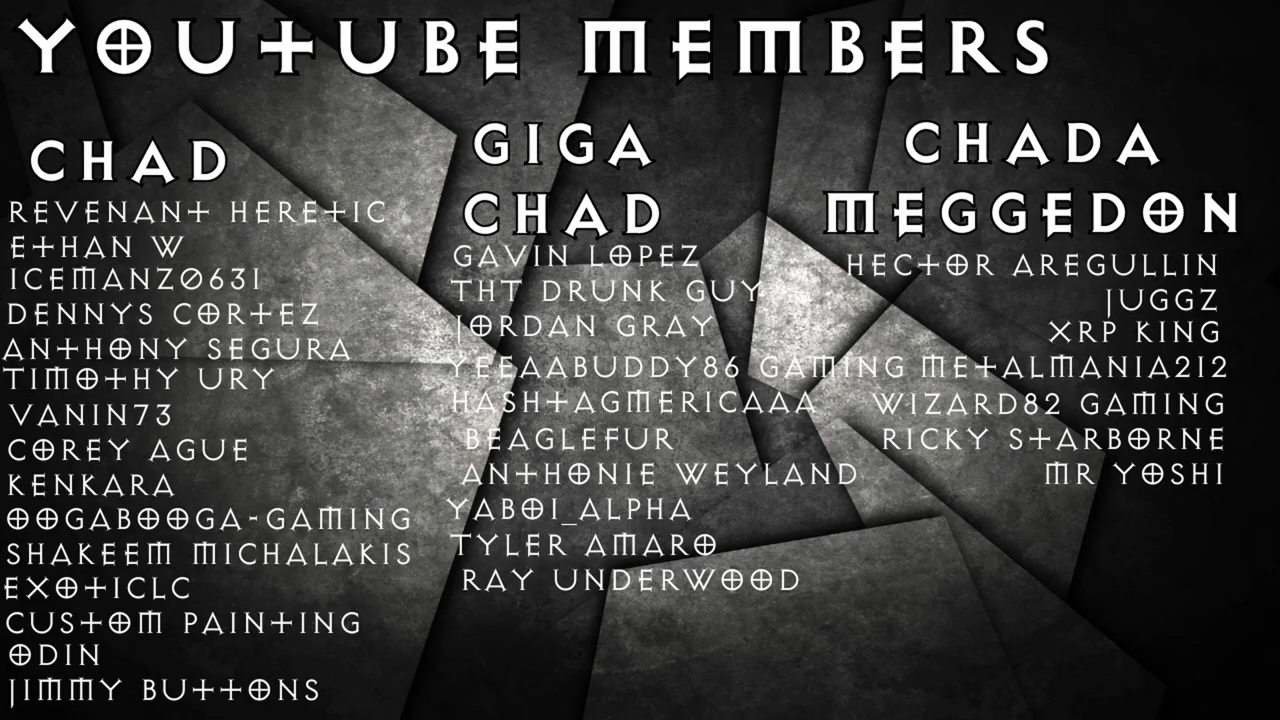 YOUTUBE MEMBERS
CHAD
REVENANT HERETIC
ETHAN W
ICEMANZ0631
DENNYS CORTEZ
ANTHONY SEGURA
TIMOTHY URY
VANIN73
COREY AGUE
KENKARA
OOGABOOGA-GAMING
SHAKEEM MICHALAKIS
EXOTICLC
CUSTOM PAINTING
ODIN
JIMMY BUTTONS
GIGA
CHAD
GAVIN LOPEZ
THT DRUNK GUY
JORDAN GRAY
YEEAABUDDY86 GAMING
HASHTAGMERICAAA
BEAGLEFUR
ANTHONIE WEYLAND
YABOI_ALPHA
TYLER AMARO
RAY UNDERWOOD
CHADA
MEGGEDON
HECTOR AREGULLIN
JUGGZ
XRP KING
METALMANIA212
WIZARD82 GAMING
RICKY STARBORNE
MR YOSHI